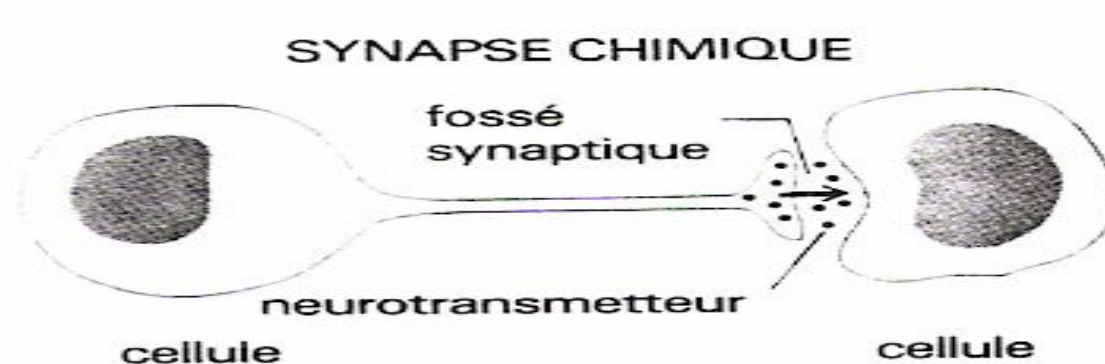 SYNAPSE CHIMIQUE
fossé
synaptique
neurotransmetteur
cellule
cellule